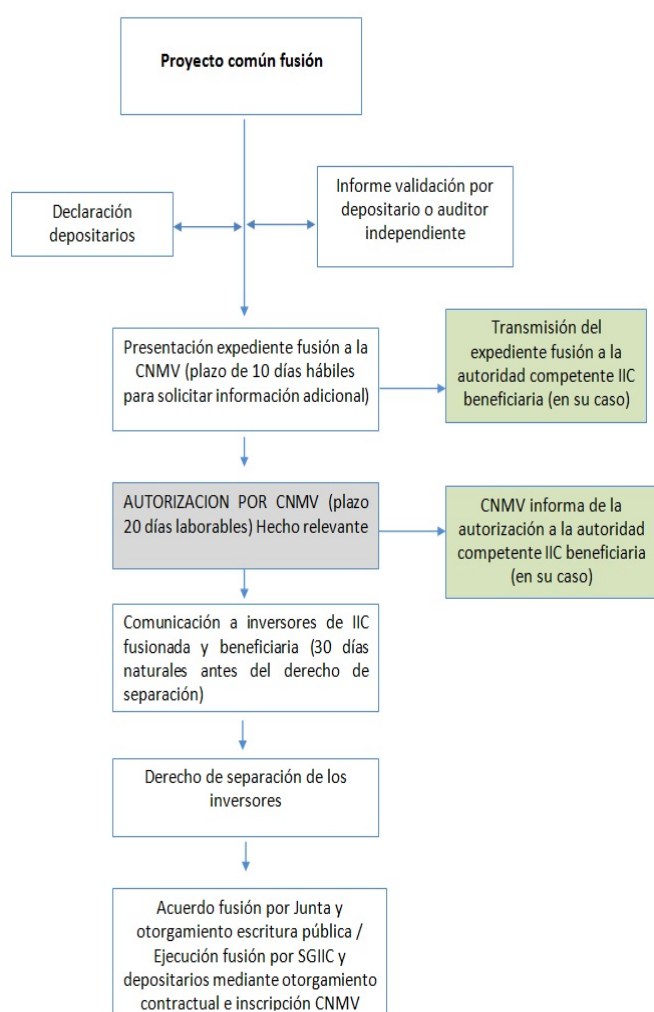 Proyecto común fusión
Declaración
depositarios
Informe validación por
depositario o auditor
independiente
Presentación expediente fusión a la
CNMV (plazo de 10 días hábiles
para solicitar información adicional)
Transmisión del
expediente fusión a la
autoridad competente IIC
beneficiaria (en su caso)
AUTORIZACION POR CNMV (plazo
20 días laborables) Hecho relevante
CNMV informa de la
autorización a la autoridad
competente IIC beneficiaria
(en su caso)
Comunicación a inversores de IIC
fusionada y beneficiaria (30 días
naturales antes del derecho de
separación)
Derecho de separación de los
inversores
Acuerdo fusión por Junta y
otorgamiento escritura pública /
Ejecución fusión por SGIIC y
depositarios mediante otorgamiento
contractual e inscripción CNMV